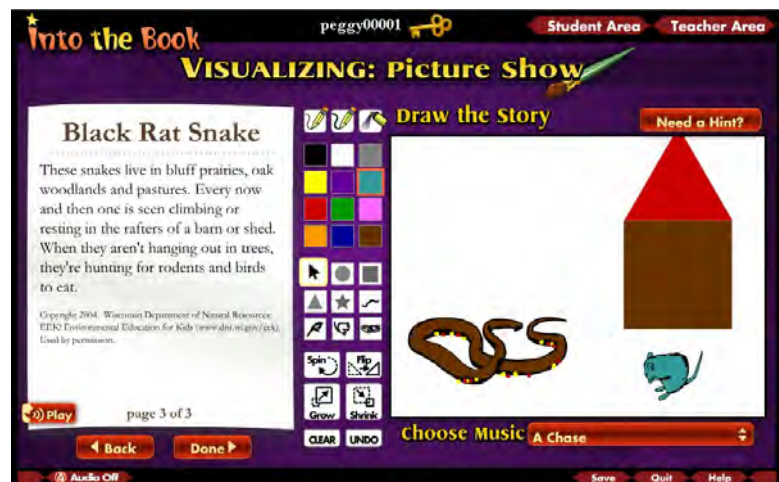 peggy00001
Student Area
Teacher Area
Into the Book
VISUALIZING: Picture Show
Black Rat Snake
These snakes live in bluff prairies, oak
woodlands and pastures. Every now
and then one is seen climbing or
resting in the rafters of a barn or shed.
When they aren't hanging out in trees,
they're hunting for rodents and birds
to eat.
Copyright 2004. Wisconsin Department of Natural Resources
EEK! Environmental Education for Kids (www.dnr.wi.gov/eek).
Used by permission.
Play
page 3 of 3
Back
Done
Audio Off
Spin
Flip
Grow
Shrink
CLEAR
UNDO
Draw the Story
Need a Hint?
Choose Music
A Chase
Save
Quit
Help